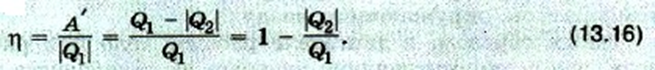 η = A′/|Q₁| = (Q₁ − |Q₂|)/Q₁ = 1 − |Q₂|/Q₁. (13.16)